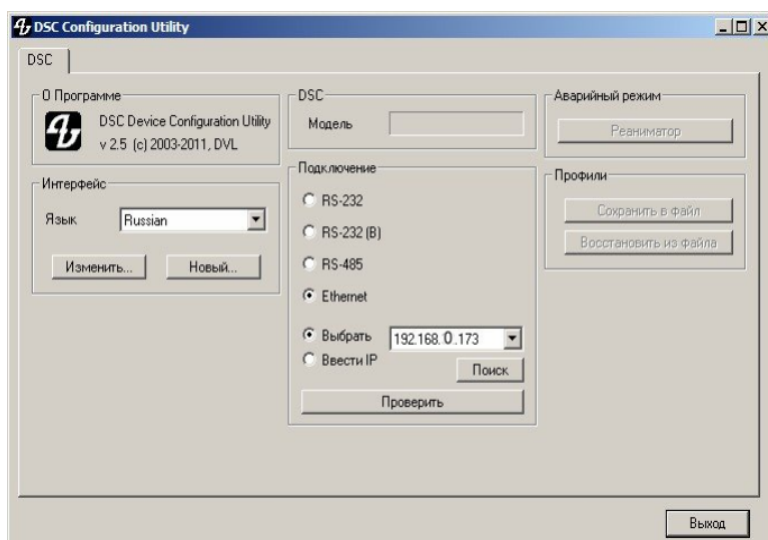 DSC Configuration Utility
DSC
О Программе
DSC Device Configuration Utility
v 2.5 (c) 2003-2011, DVL
Интерфейс
Язык
Russian
Изменить...
Новый...
DSC
Модель
Подключение
RS-232
RS-232 (B)
RS-485
Ethernet
Выбрать
192.168.0.173
Ввести IP
Поиск
Проверить
Аварийный режим
Реаниматор
Профили
Сохранить в файл
Восстановить из файла
Выход